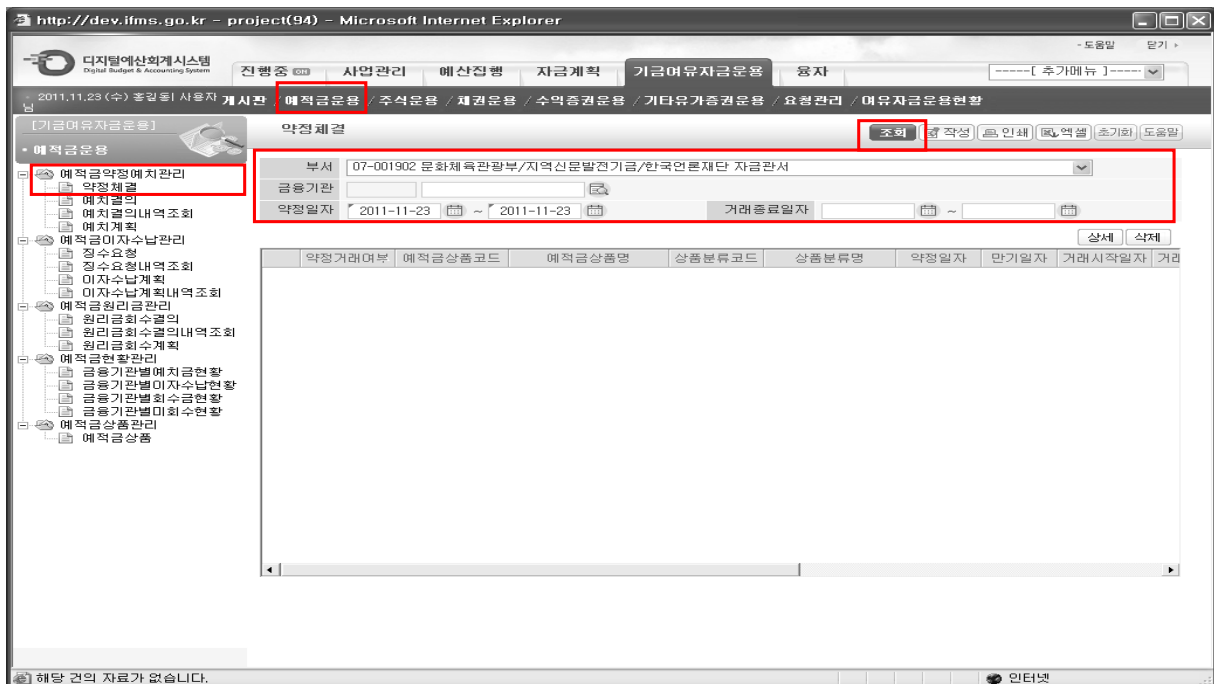 http://dev.ifms.go.kr - project(94) - Microsoft Internet Explorer
- 도움말 닫기
디지털예산회계시스템
Digital Budget & Accounting System
진행중 사업관리 예산집행 자금계획 기금여유자금운용 융자 -----[ 추가메뉴 ]-----
2011,11,23 (수) 홍길동| 사용자님
게시판 / 예적금운용 / 주식운용 / 채권운용 / 수익증권운용 / 기타유가증권운용 / 요청관리 / 여유자금운용현황
[기금여유자금운용]
• 예적금운용
예적금약정예치관리
약정체결
예치결의
예치결의내역조회
예치계획
예적금이자수납관리
징수요청
징수요청내역조회
이자수납계획
이자수납계획내역조회
예적금원리금관리
원리금회수결의
원리금회수결의내역조회
원리금회수계획
예적금현황관리
금융기관별예치금현황
금융기관별이자수납현황
금융기관별회수금현황
금융기관별미회수현황
예적금상품관리
예적금상품
약정체결
조회 작성 인쇄 엑셀 초기화 도움말
부서 07-001902 문화체육관광부/지역신문발전기금/한국언론재단 자금관서
금융기관
약정일자 2011-11-23 ~ 2011-11-23 거래종료일자 ~
상세 삭제
약정거래여부 예적금상품코드 예적금상품명 상품분류코드 상품분류명 약정일자 만기일자 거래시작일자 거래
해당 건의 자료가 없습니다. 인터넷